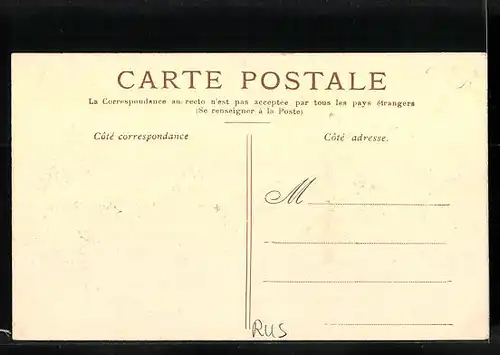 CARTE POSTALE
La Correspondance au recto n'est pas acceptée par tous les pays étrangers
(Se renseigner à la Poste)
Côté correspondance
Côté adresse.
M
RUS